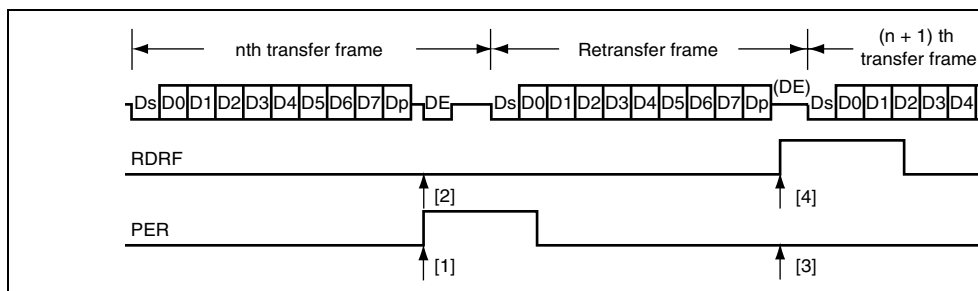 nth transfer frame
Retransfer frame
(n + 1) th
transfer frame
Ds D0 D1 D2 D3 D4 D5 D6 D7 Dp DE Ds D0 D1 D2 D3 D4 D5 D6 D7 Dp (DE) Ds D0 D1 D2 D3 D4
RDRF
[2] [4]
PER
[1] [3]